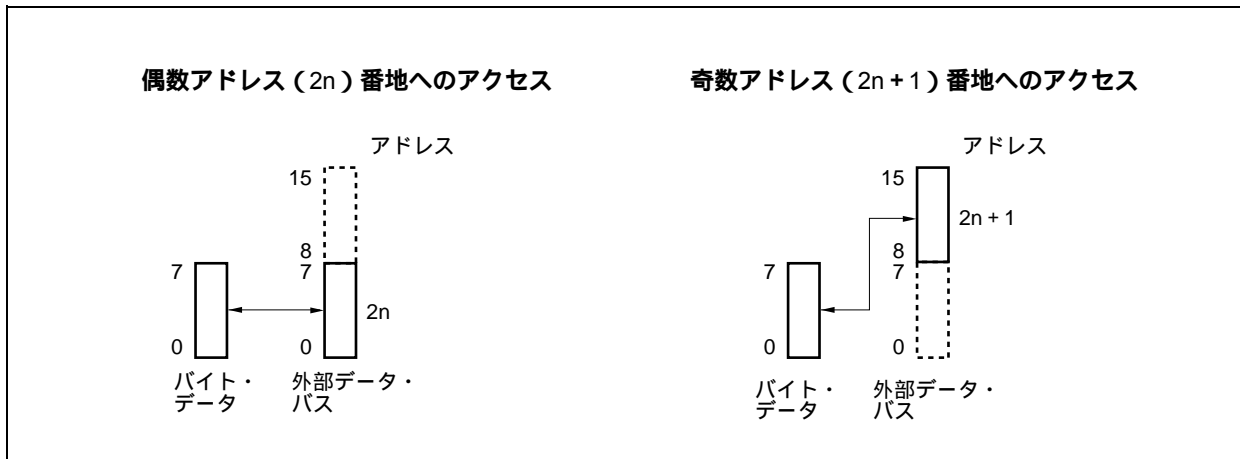 偶数アドレス（2n）番地へのアクセス
アドレス
15
8
7
7
2n
0
0
バイト・
データ
外部データ・
バス
奇数アドレス（2n + 1）番地へのアクセス
アドレス
15
2n + 1
8
7
7
0
0
バイト・
データ
外部データ・
バス